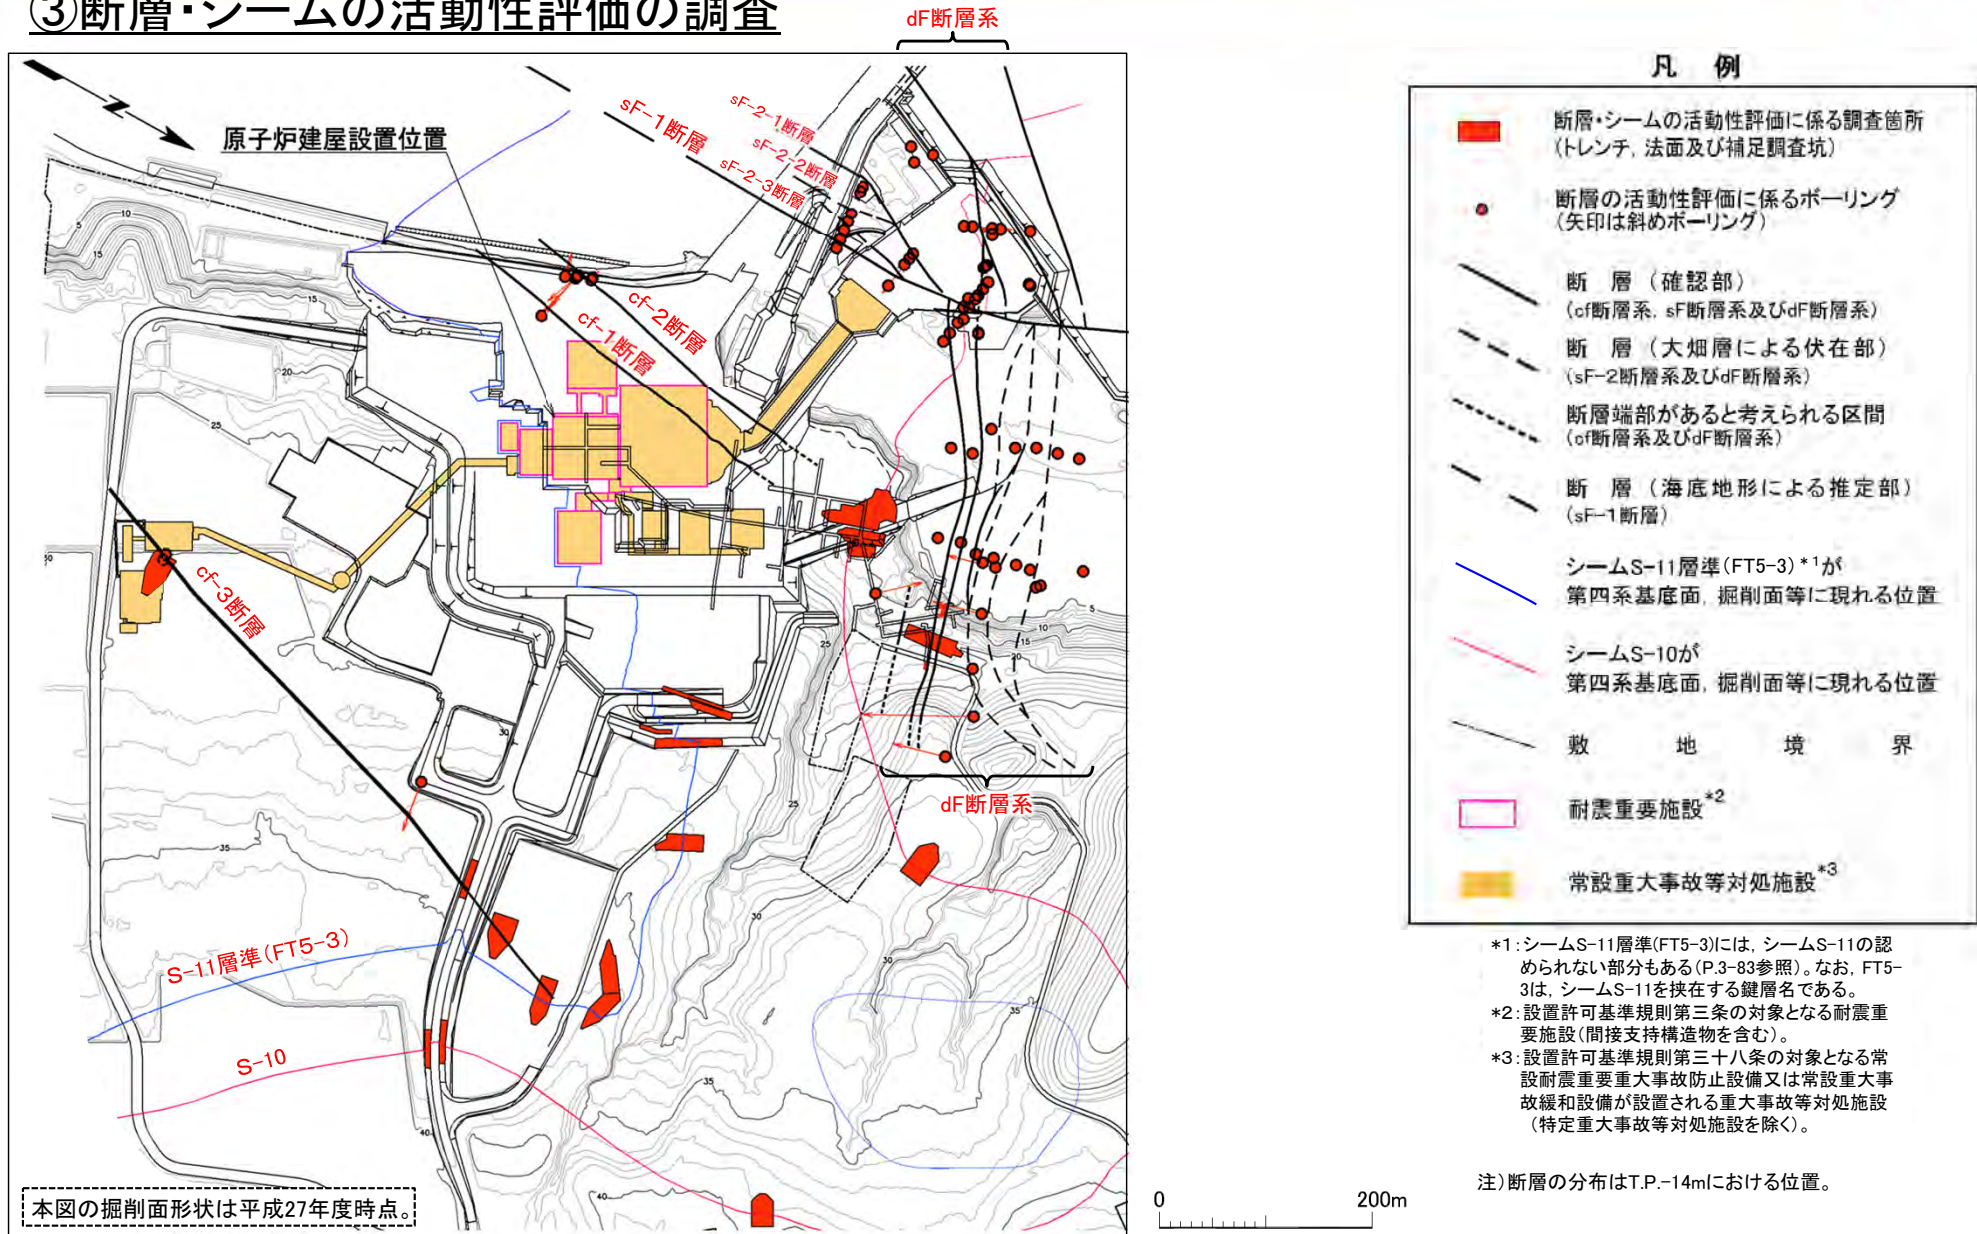 ③断層・シームの活動性評価の調査
dF断層系
N
原子炉建屋設置位置
sF-1断層
sF-2-1断層
sF-2-2断層
sF-2-3断層
cf-2断層
cf-1断層
cf-3断層
dF断層系
S-11層準(FT5-3)
S-10
5
10
15
15
20
25
30
35
40
25
25
30
30
35
35
40
5
10
15
20
本図の掘削面形状は平成27年度時点。
0 200m
凡 例
断層・シームの活動性評価に係る調査箇所
(トレンチ, 法面及び補足調査坑)
断層の活動性評価に係るボーリング
(矢印は斜めボーリング)
断 層 (確認部)
(cf断層系, sF断層系及びdF断層系)
断 層 (大畑層による伏在部)
(sF-2断層系及びdF断層系)
断層端部があると考えられる区間
(cf断層系及びdF断層系)
断 層 (海底地形による推定部)
(sF-1断層)
シームS-11層準(FT5-3)*1が
第四系基底面, 掘削面等に現れる位置
シームS-10が
第四系基底面, 掘削面等に現れる位置
敷 地 境 界
耐震重要施設*2
常設重大事故等対処施設*3
*1:シームS-11層準(FT5-3)には, シームS-11の認
められない部分もある(P.3-83参照)。なお, FT5-
3は, シームS-11を挟在する鍵層名である。
*2:設置許可基準規則第三条の対象となる耐震重
要施設(間接支持構造物を含む)。
*3:設置許可基準規則第三十八条の対象となる常
設耐震重要重大事故防止設備又は常設重大事
故緩和設備が設置される重大事故等対処施設
(特定重大事故等対処施設を除く)。
注)断層の分布はT.P.-14mにおける位置。